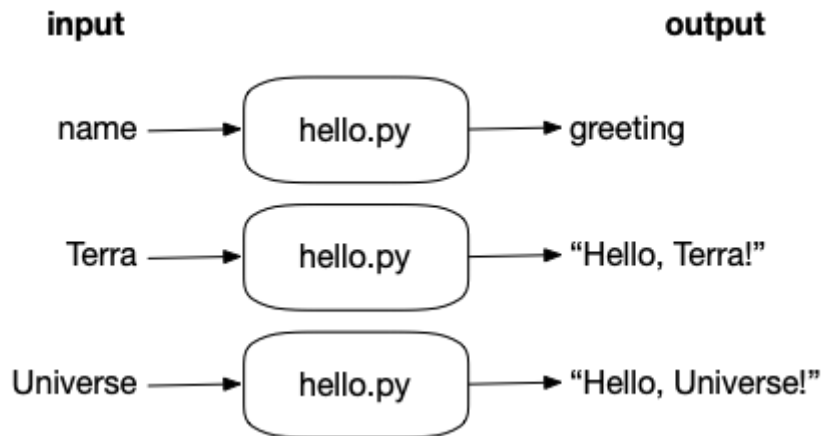 input output
name hello.py greeting
Terra hello.py “Hello, Terra!”
Universe hello.py “Hello, Universe!”